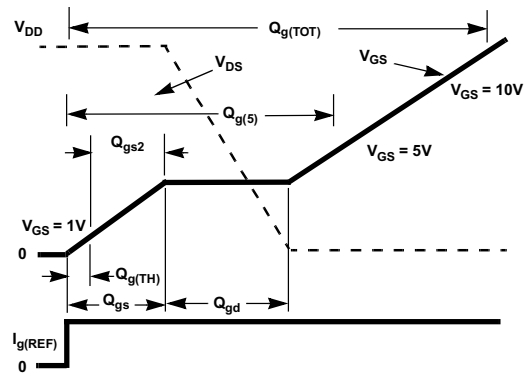 V_DD
Q_g(TOT)
V_DS
V_GS
V_GS = 10V
Q_g(5)
Q_gs2
V_GS = 5V
V_GS = 1V
0
Q_g(TH)
Q_gs
Q_gd
I_g(REF)
0